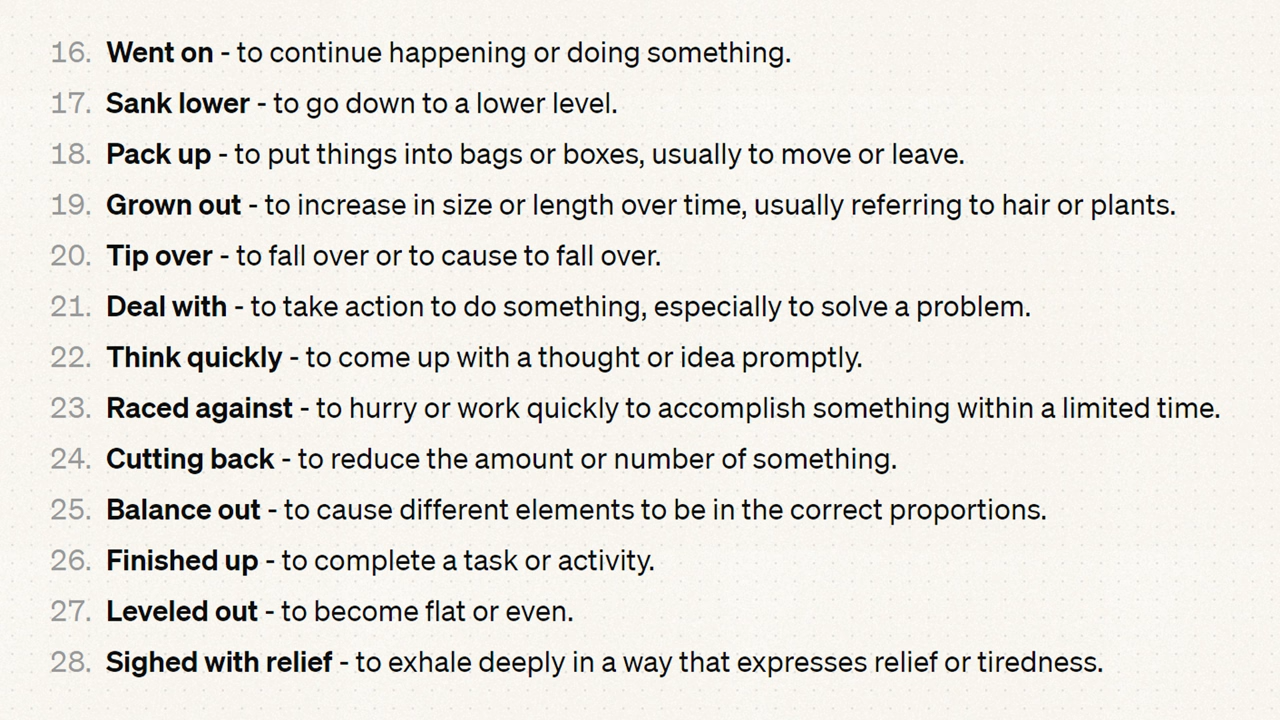 16. Went on - to continue happening or doing something.
17. Sank lower - to go down to a lower level.
18. Pack up - to put things into bags or boxes, usually to move or leave.
19. Grown out - to increase in size or length over time, usually referring to hair or plants.
20. Tip over - to fall over or to cause to fall over.
21. Deal with - to take action to do something, especially to solve a problem.
22. Think quickly - to come up with a thought or idea promptly.
23. Raced against - to hurry or work quickly to accomplish something within a limited time.
24. Cutting back - to reduce the amount or number of something.
25. Balance out - to cause different elements to be in the correct proportions.
26. Finished up - to complete a task or activity.
27. Leveled out - to become flat or even.
28. Sighed with relief - to exhale deeply in a way that expresses relief or tiredness.